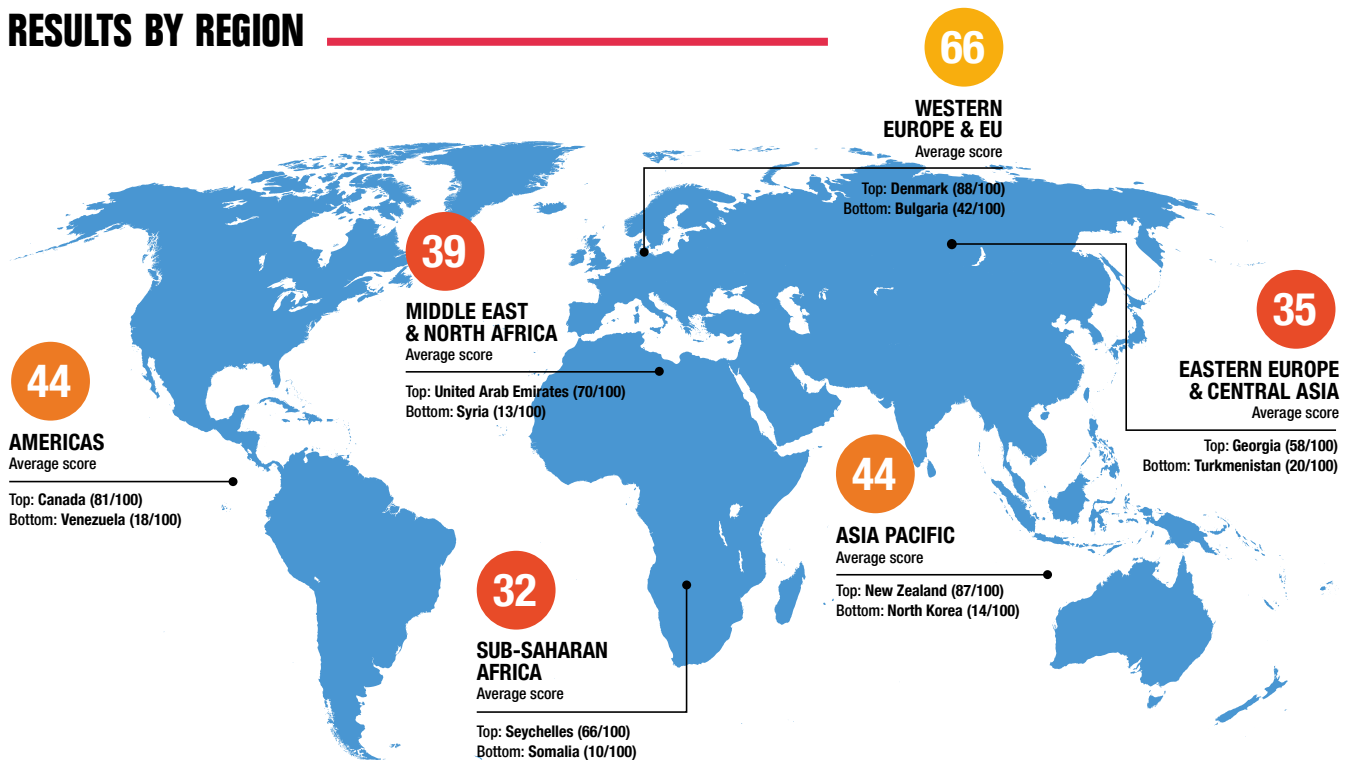 RESULTS BY REGION
66
WESTERN
EUROPE & EU
Average score
Top: Denmark (88/100)
Bottom: Bulgaria (42/100)
39
MIDDLE EAST
& NORTH AFRICA
Average score
Top: United Arab Emirates (70/100)
Bottom: Syria (13/100)
35
EASTERN EUROPE
& CENTRAL ASIA
Average score
Top: Georgia (58/100)
Bottom: Turkmenistan (20/100)
44
AMERICAS
Average score
Top: Canada (81/100)
Bottom: Venezuela (18/100)
44
ASIA PACIFIC
Average score
Top: New Zealand (87/100)
Bottom: North Korea (14/100)
32
SUB-SAHARAN
AFRICA
Average score
Top: Seychelles (66/100)
Bottom: Somalia (10/100)